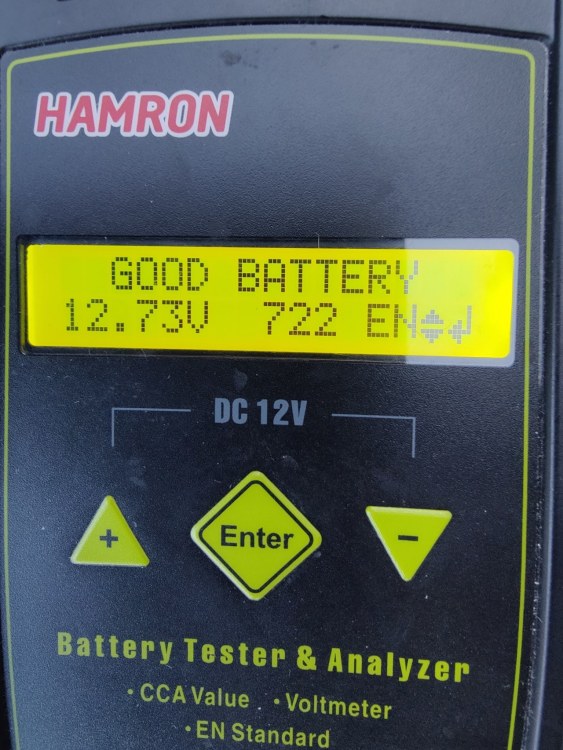 HAMRON
GOOD BATTERY
12.73V 722 EN
DC 12V
+
Enter
-
Battery Tester & Analyzer
• CCA Value • Voltmeter
• EN Standard